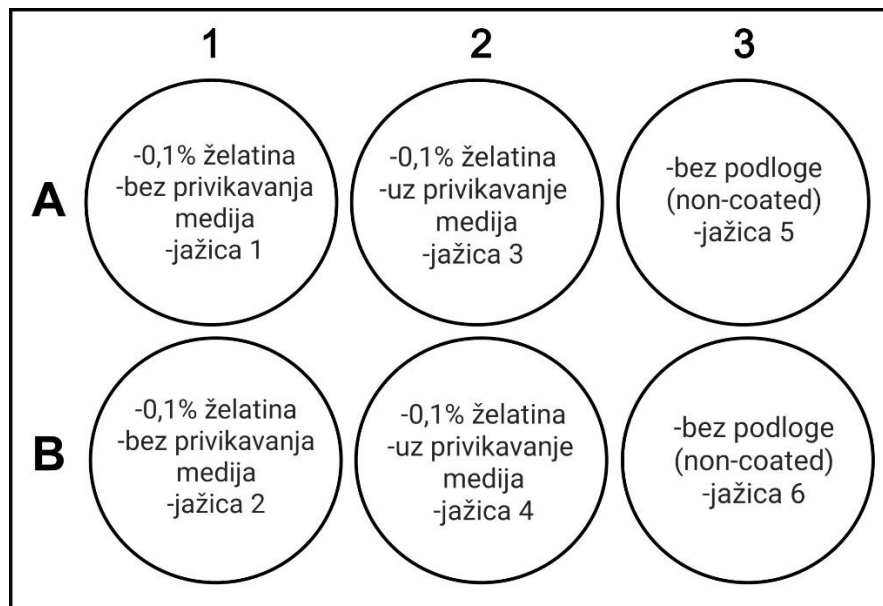 1 2 3
A
-0,1% želatina
-bez privikavanja
medija
-jažica 1
-0,1% želatina
-uz privikavanje
medija
-jažica 3
-bez podloge
(non-coated)
-jažica 5
B
-0,1% želatina
-bez privikavanja
medija
-jažica 2
-0,1% želatina
-uz privikavanje
medija
-jažica 4
-bez podloge
(non-coated)
-jažica 6